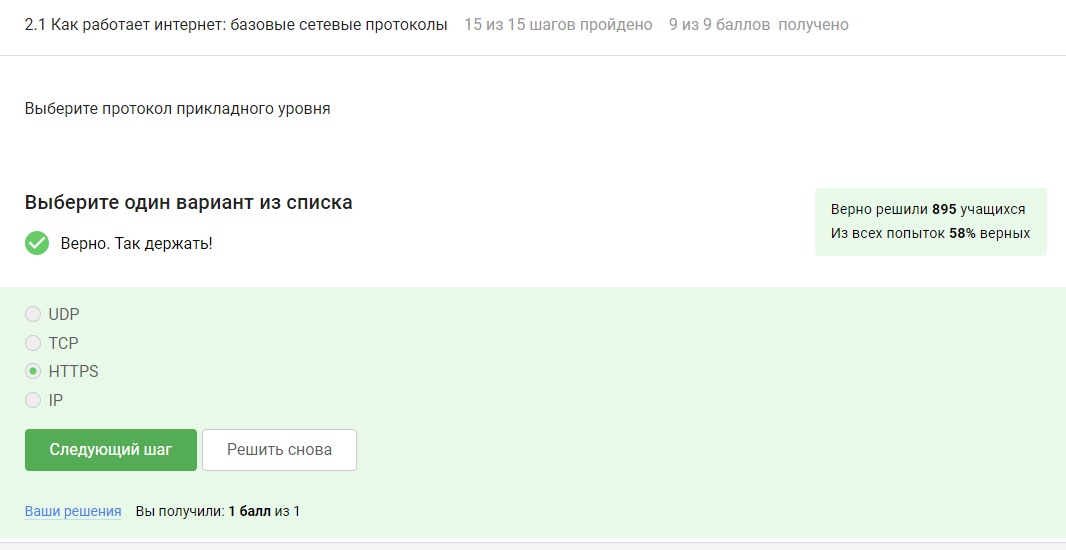 2.1 Как работает интернет: базовые сетевые протоколы 15 из 15 шагов пройдено 9 из 9 баллов получено
Выберите протокол прикладного уровня
Выберите один вариант из списка
Верно. Так держать!
Верно решили 895 учащихся
Из всех попыток 58% верных
UDP
TCP
HTTPS
IP
Следующий шаг Решить снова
Ваши решения Вы получили: 1 балл из 1